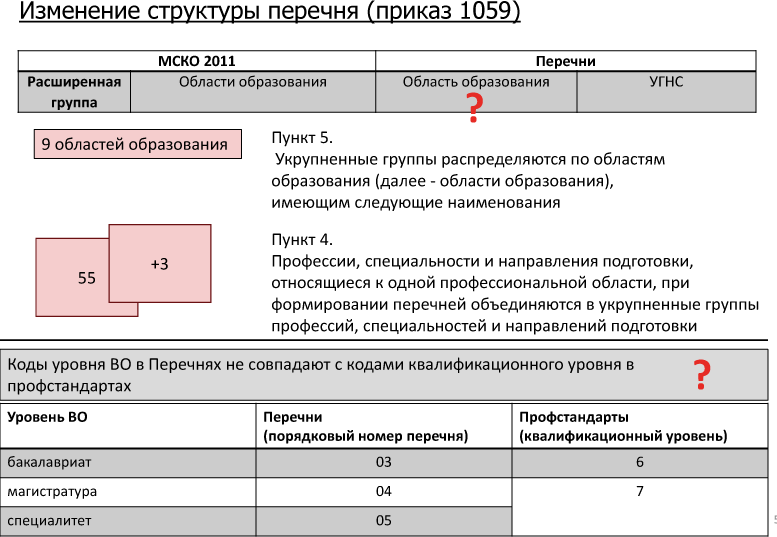 Изменение структуры перечня (приказ 1059)
МСКО 2011 Перечни
Расширенная группа Области образования Область образования УГНС
?
9 областей образования
Пункт 5.
Укрупненные группы распределяются по областям
образования (далее - области образования),
имеющим следующие наименования
55 +3
Пункт 4.
Профессии, специальности и направления подготовки,
относящиеся к одной профессиональной области, при
формировании перечней объединяются в укрупненные группы
профессий, специальностей и направлений подготовки
Коды уровня ВО в Перечнях не совпадают с кодами квалификационного уровня в
профстандартах
?
Уровень ВО Перечни (порядковый номер перечня) Профстандарты (квалификационный уровень)
бакалавриат 03 6
магистратура 04 7
специалитет 05